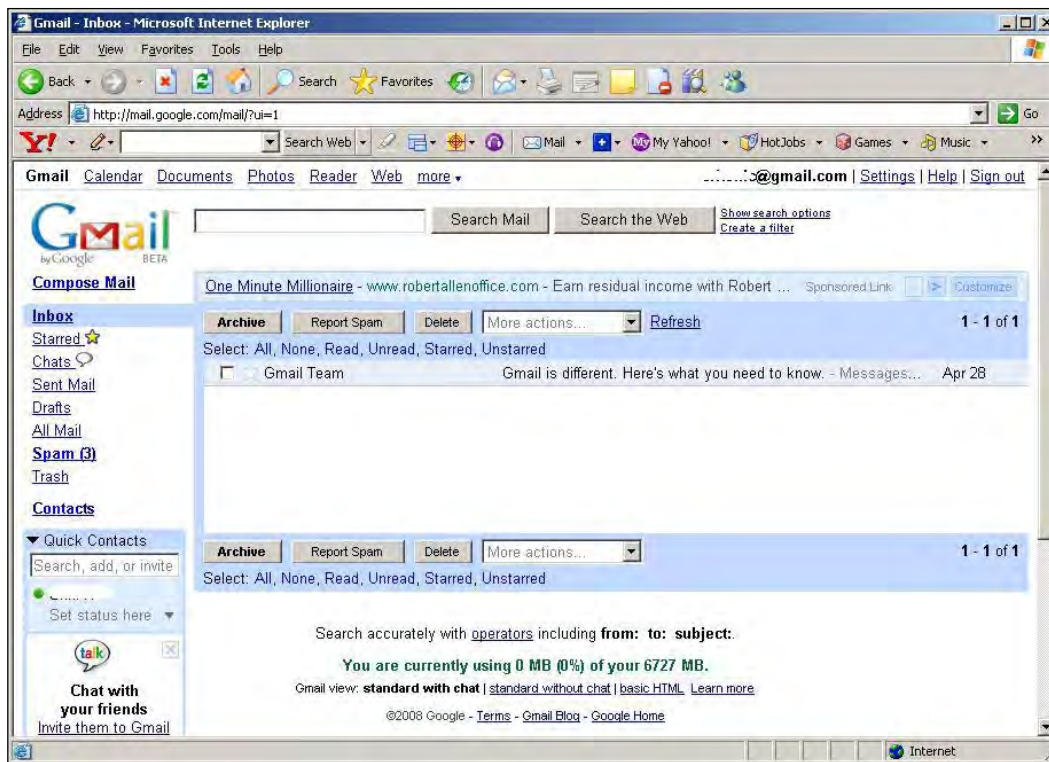 Gmail - Inbox - Microsoft Internet Explorer
File Edit View Favorites Tools Help
Back Search Favorites
Address http://mail.google.com/mail/?ui=1 Go
Y! Search Web Mail My Yahoo! HotJobs Games Music »
Gmail Calendar Documents Photos Reader Web more @gmail.com | Settings | Help | Sign out
Gmail Search Mail Search the Web Show search options
Create a filter
by Google BETA
Compose Mail
One Minute Millionaire - www.robertallenoffice.com - Earn residual income with Robert ... Sponsored Link < > Customize
Inbox
Archive Report Spam Delete More actions... Refresh 1 - 1 of 1
Starred
Select: All, None, Read, Unread, Starred, Unstarred
Chats
Gmail Team Gmail is different. Here's what you need to know. - Messages... Apr 28
Sent Mail
Drafts
All Mail
Spam (3)
Trash
Contacts
Quick Contacts
Search, add, or invite
Set status here
Archive Report Spam Delete More actions... 1 - 1 of 1
Select: All, None, Read, Unread, Starred, Unstarred
talk
Chat with
your friends
Invite them to Gmail
Search accurately with operators including from: to: subject:.
You are currently using 0 MB (0%) of your 6727 MB.
Gmail view: standard with chat | standard without chat | basic HTML Learn more
©2008 Google - Terms - Gmail Blog - Google Home
Internet